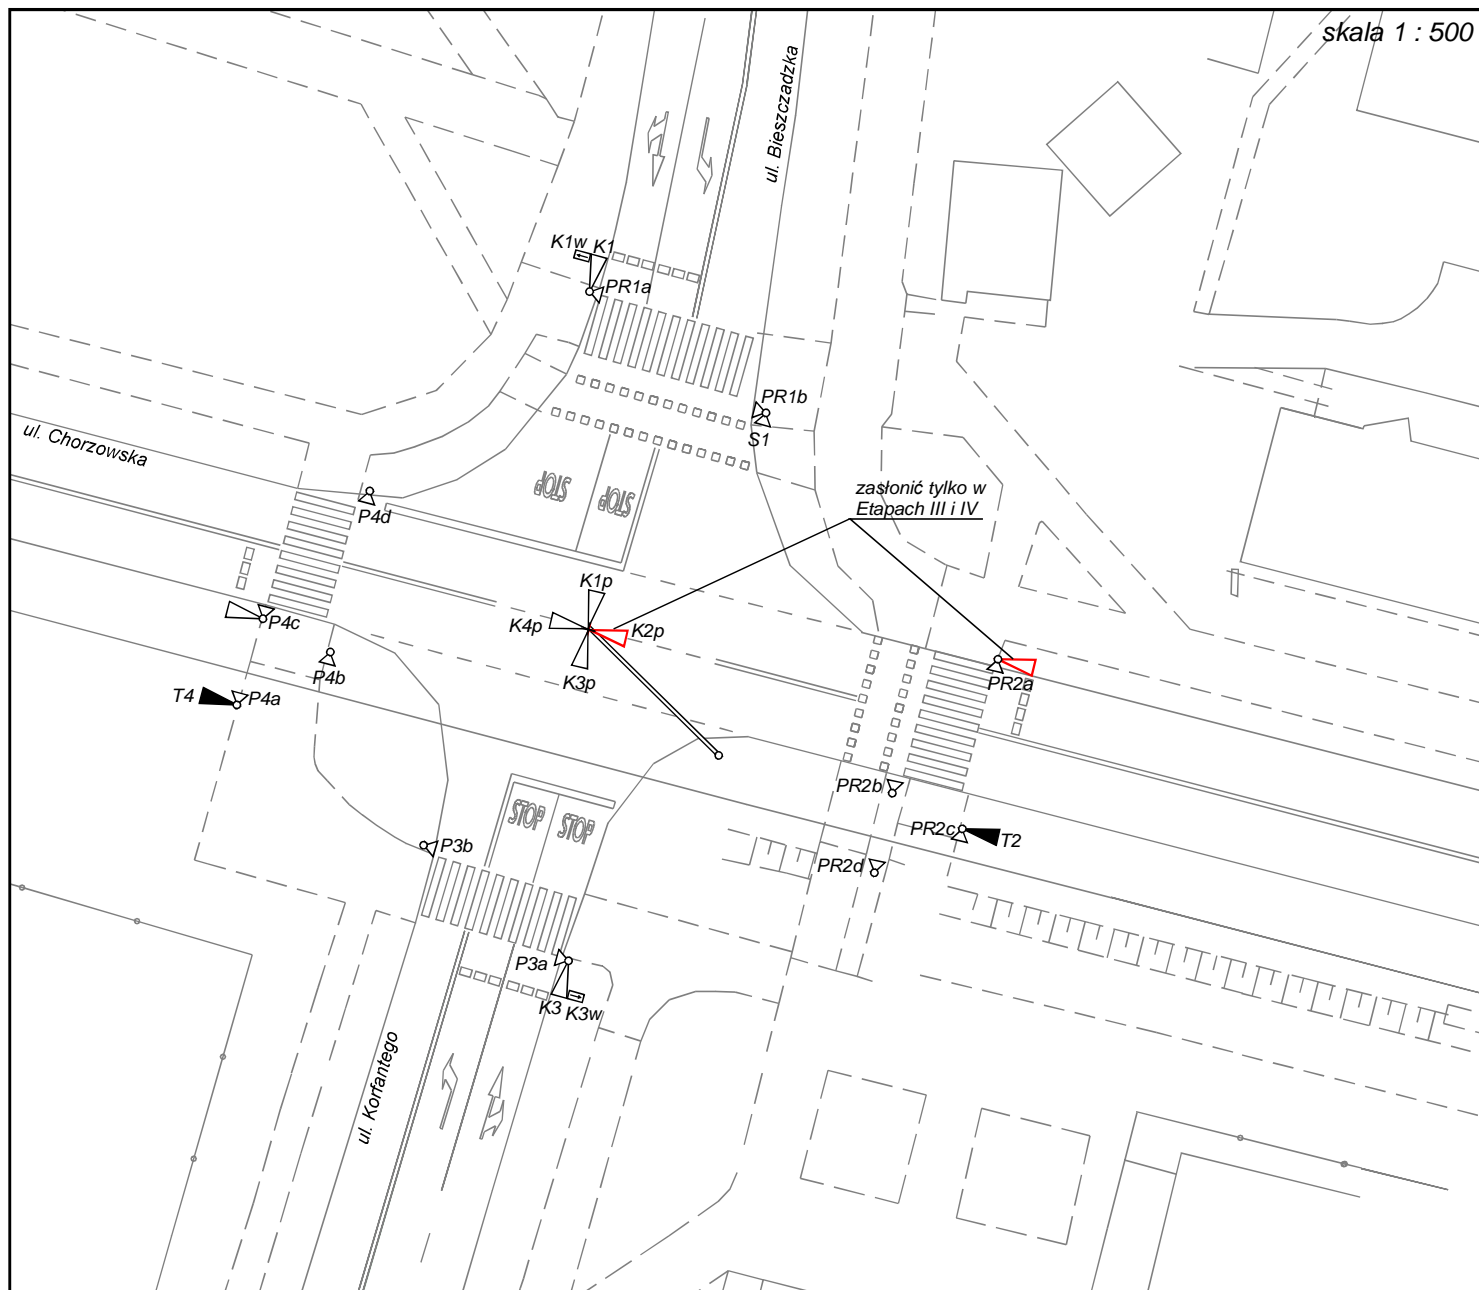 skala 1 : 500
ul. Bieszczadzka
K1w
K1
PR1a
PR1b
S1
ul. Chorzowska
P4d
STOP
STOP
zasłonić tylko w
Etapach III i IV
K1p
K4p
K2p
K3p
P4c
P4b
T4
P4a
PR2a
PR2b
PR2c
T2
PR2d
STOP
STOP
P3b
P3a
K3
K3w
ul. Korfantego